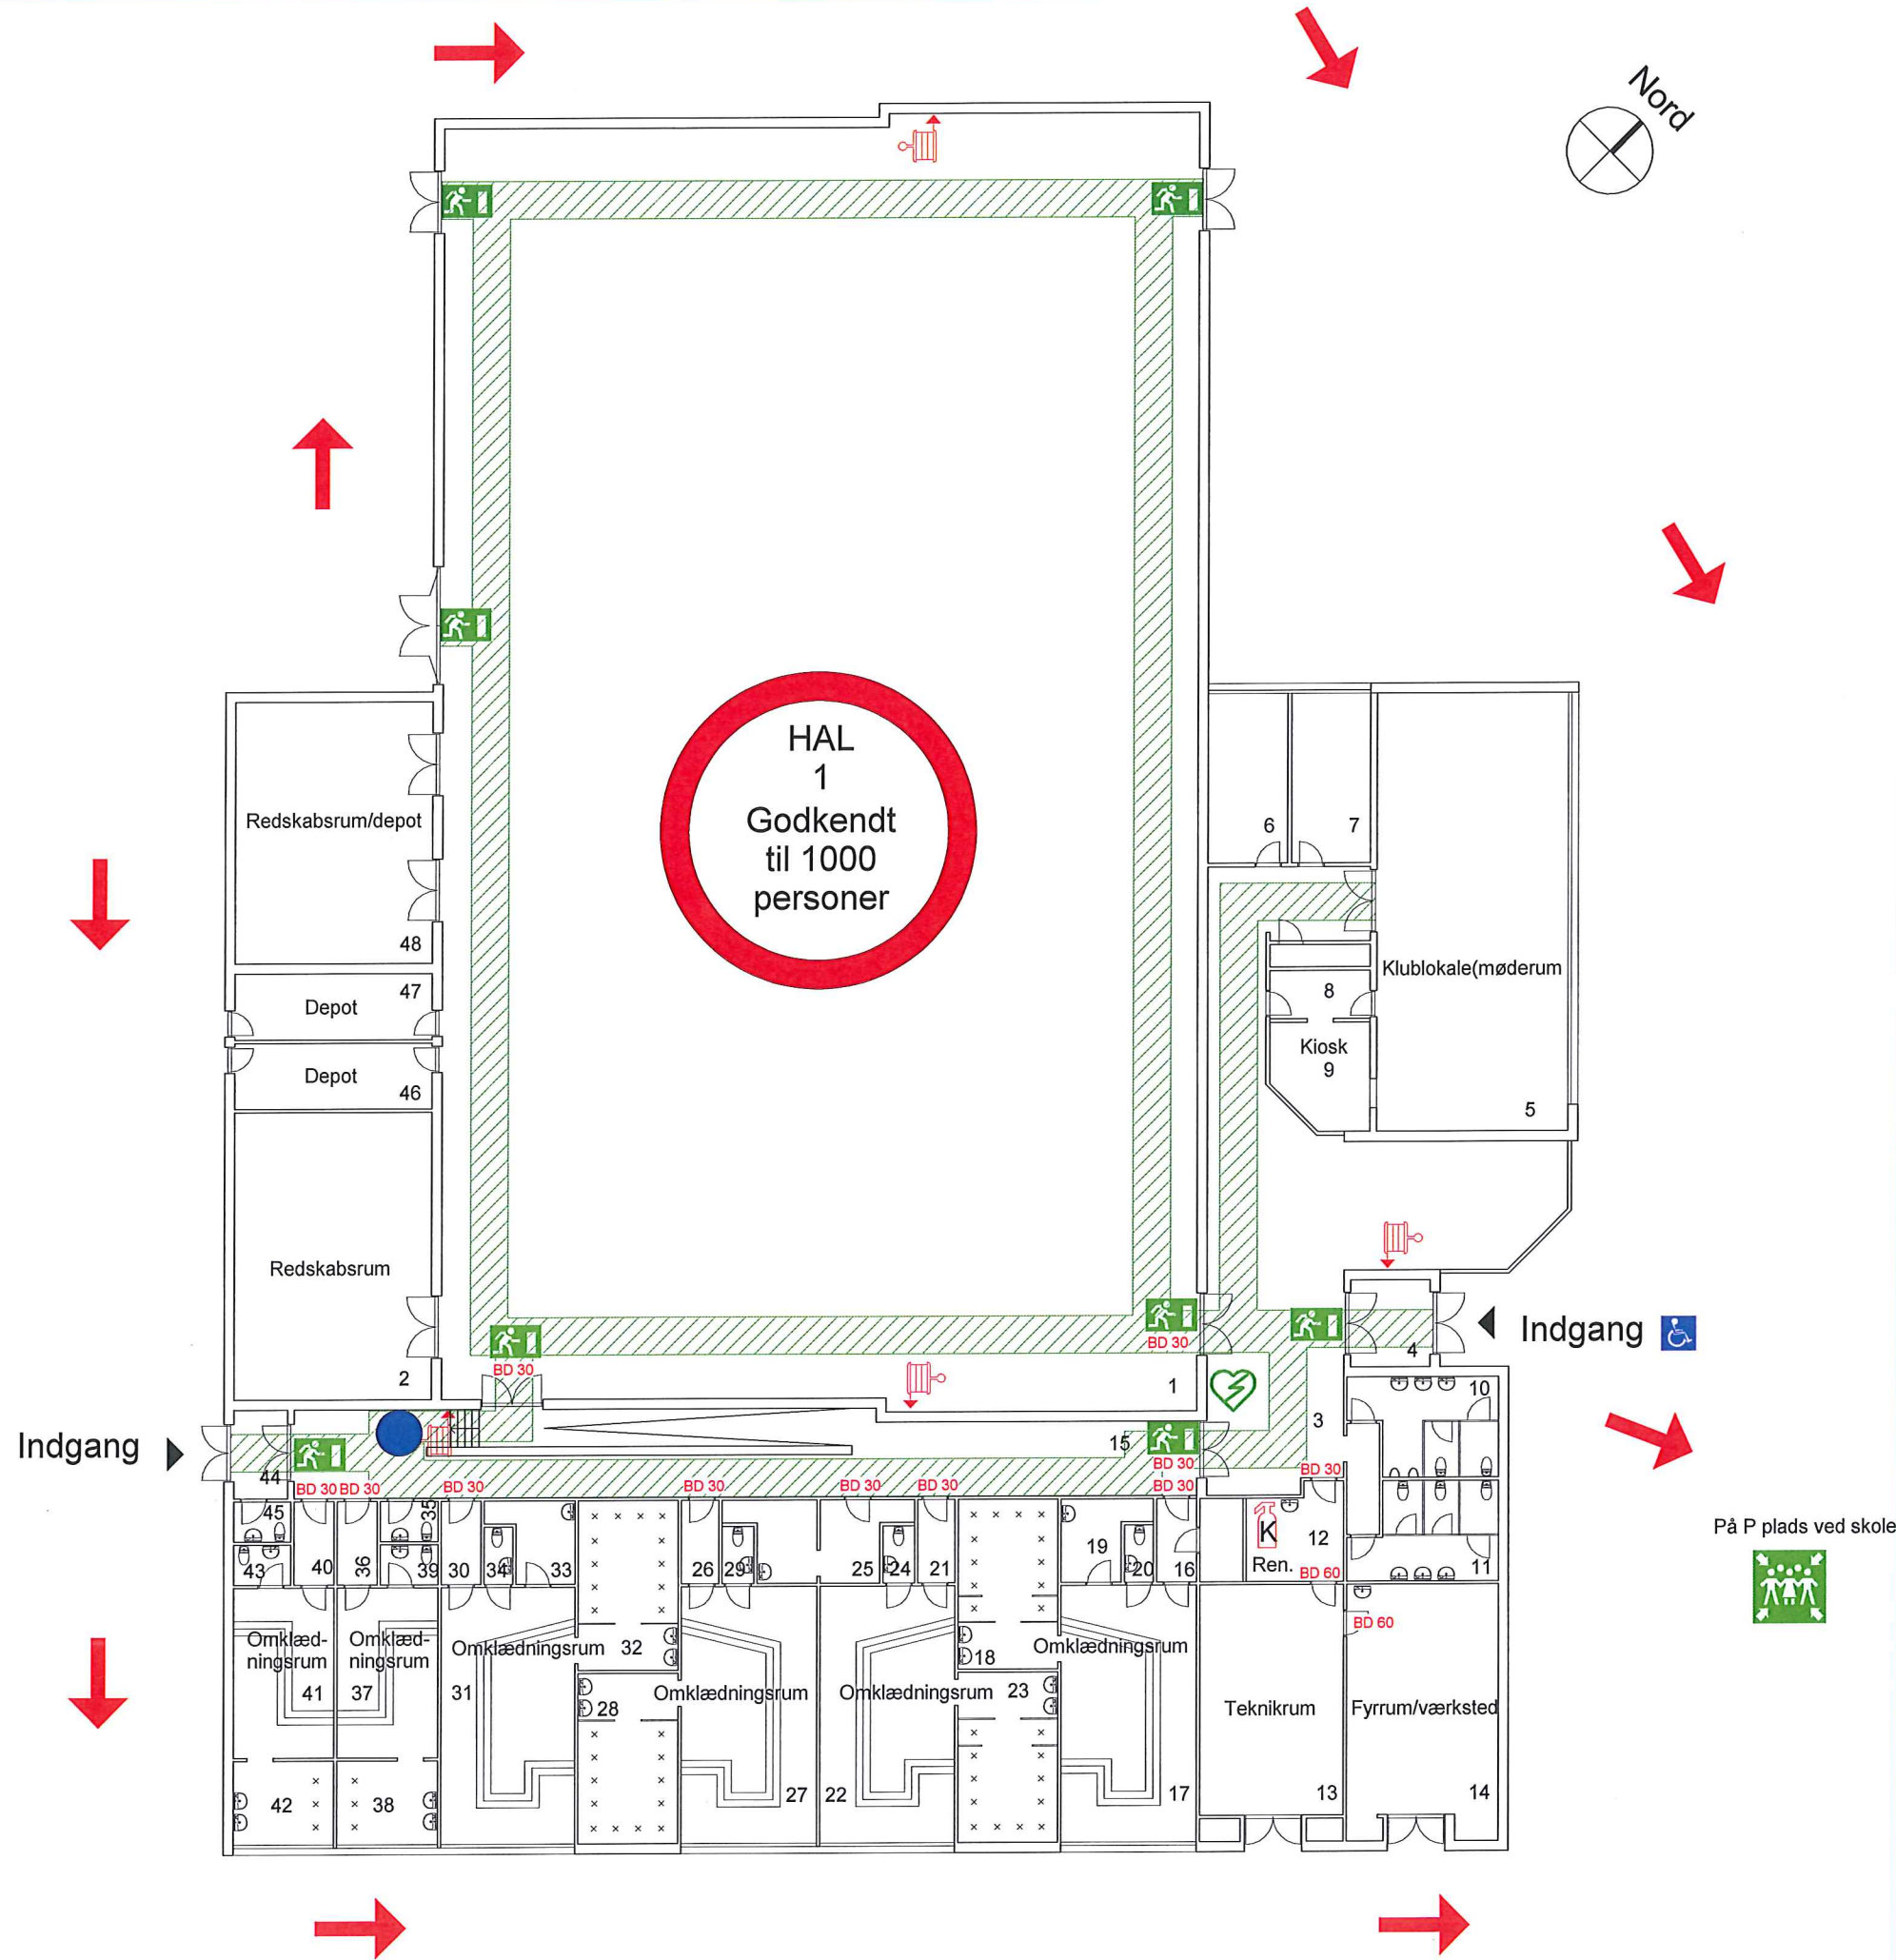 Nord
HAL
1
Godkendt
til 1000
personer
Redskabsrum/depot
48
47
Depot
Depot
46
Redskabsrum
2
6
7
8
Kiosk
9
Klublokale(møderum
5
BD 30
BD 30
1
4
Indgang
3
10
Indgang
44
15
BD 30
BD 30
BD 30
BD 30
BD 30
BD 30
BD 30
BD 30
BD 30
45
35
43
40
36
39
30
34
33
26
29
25
24
21
19
20
16
K
Ren.
12
BD 60
11
På P plads ved skole
BD 60
Omklæd-
ningsrum
41
Omklæd-
ningsrum
37
Omklædningsrum
31
32
28
Omklædningsrum
27
Omklædningsrum
22
18
23
Omklædningsrum
17
Teknikrum
13
Fyrrum/værksted
14
42
38